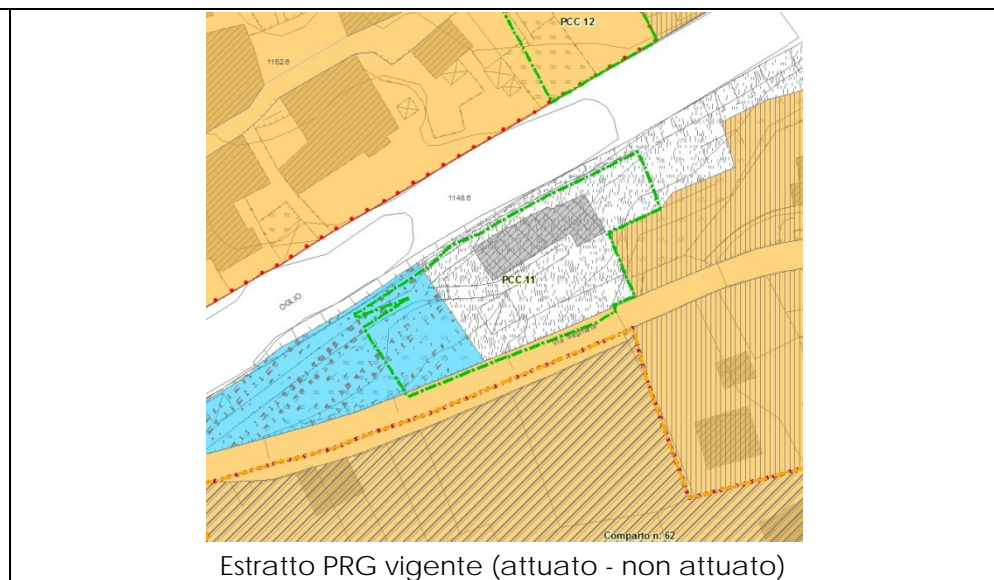 PCC 12
1152.6
1148.6
OGLIO
PCC 11
Comparto n. 62
Estratto PRG vigente (attuato - non attuato)